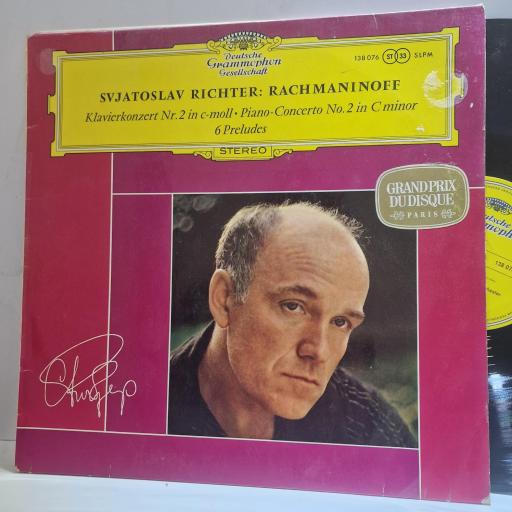 Deutsche
Grammophon
Gesellschaft
138 076 ST 33 SLPM
SVJATOSLAV RICHTER: RACHMANINOFF
Klavierkonzert Nr. 2 in c-moll · Piano-Concerto No. 2 in C minor
6 Preludes
STEREO
GRAND PRIX
DU DISQUE
PARIS